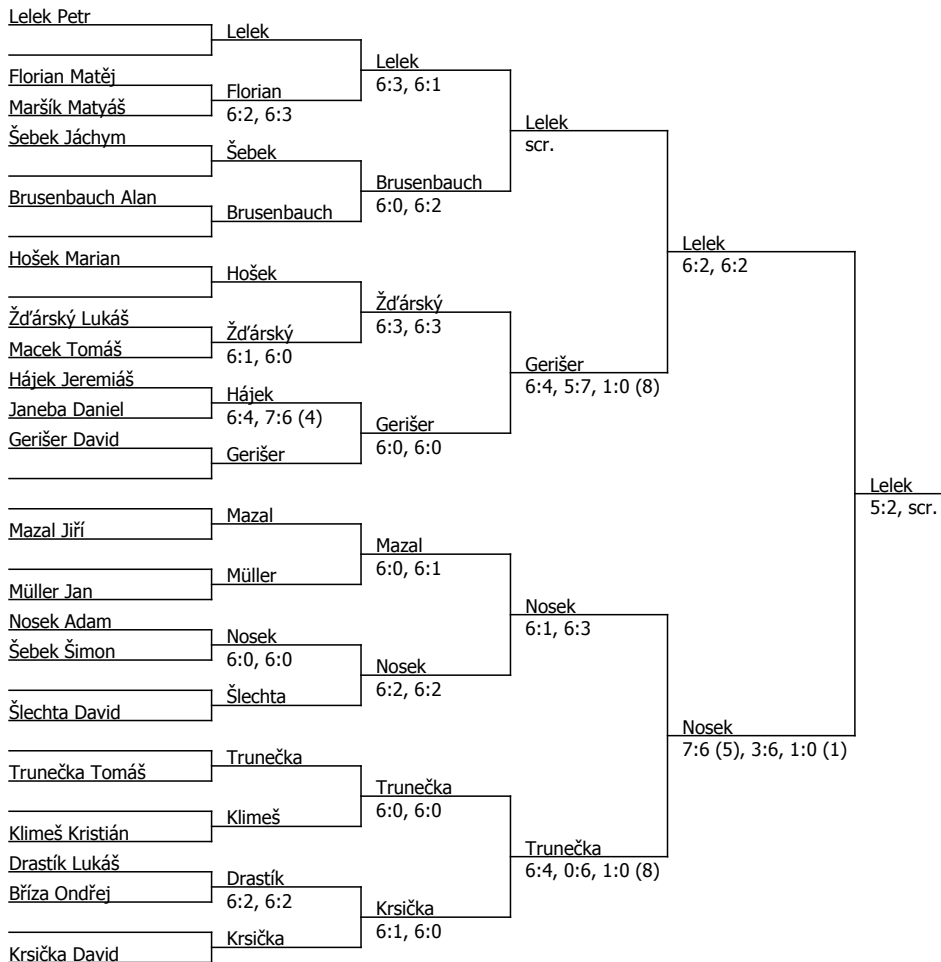 Lelek Petr
Lelek
Lelek
6:3, 6:1
Florian Matěj
Florian
6:2, 6:3
Maršík Matyáš
Lelek
scr.
Šebek Jáchym
Šebek
Brusenbauch
6:0, 6:2
Brusenbauch Alan
Brusenbauch
Lelek
6:2, 6:2
Hošek Marian
Hošek
Žďárský
6:3, 6:3
Žďárský Lukáš
Žďárský
6:1, 6:0
Macek Tomáš
Gerišer
6:4, 5:7, 1:0 (8)
Hájek Jeremiáš
Hájek
6:4, 7:6 (4)
Janeba Daniel
Gerišer
6:0, 6:0
Gerišer David
Gerišer
Lelek
5:2, scr.
Mazal
Mazal Jiří
Mazal
6:0, 6:1
Müller
Müller Jan
Nosek
6:1, 6:3
Nosek Adam
Nosek
6:0, 6:0
Šebek Šimon
Nosek
6:2, 6:2
Šlechta
Šlechta David
Nosek
7:6 (5), 3:6, 1:0 (1)
Trunečka
Trunečka Tomáš
Trunečka
6:0, 6:0
Klimeš
Klimeš Kristián
Trunečka
6:4, 0:6, 1:0 (8)
Drastík Lukáš
Drastík
6:2, 6:2
Bříza Ondřej
Krsička
6:1, 6:0
Krsička
Krsička David